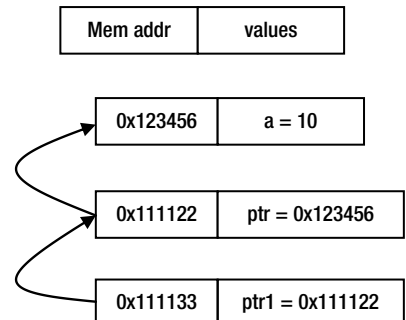 Mem addr values
0x123456 a = 10
0x111122 ptr = 0x123456
0x111133 ptr1 = 0x111122